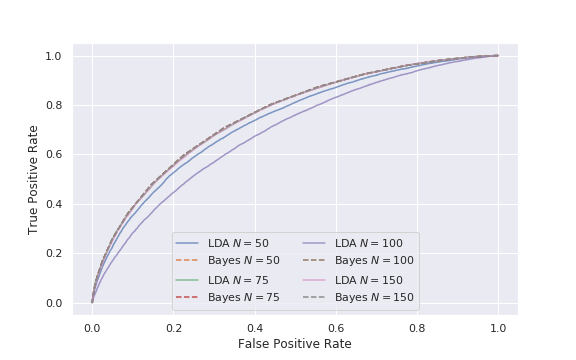 1.0
0.8
0.6
0.4
0.2
0.0
True Positive Rate
LDA N = 50
Bayes N = 50
LDA N = 75
Bayes N = 75
LDA N = 100
Bayes N = 100
LDA N = 150
Bayes N = 150
0.0 0.2 0.4 0.6 0.8 1.0
False Positive Rate